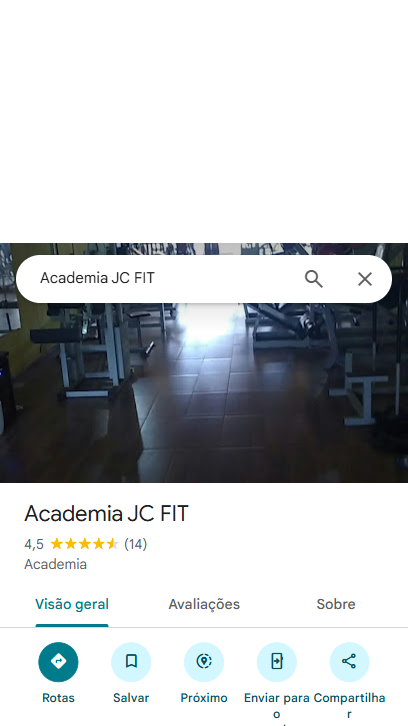 Academia JC FIT
Academia JC FIT
4,5 (14)
Academia
Visão geral Avaliações Sobre
Rotas Salvar Próximo Enviar para o Compartilhar